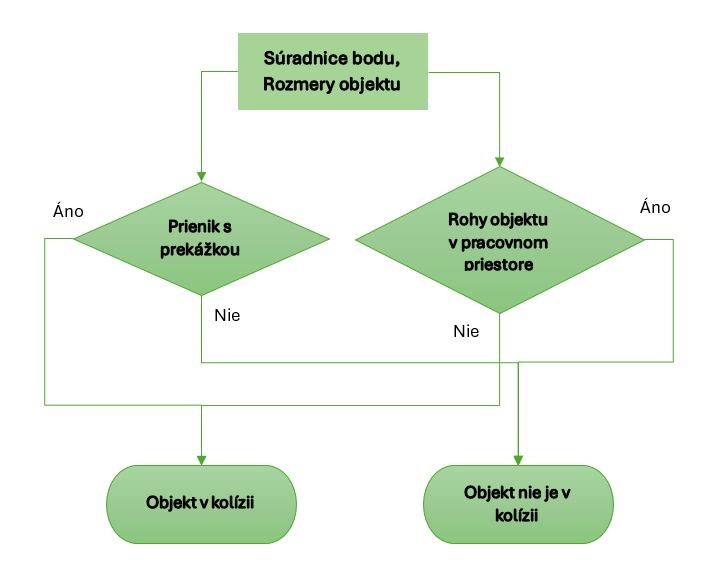 Súradnice bodu,
Rozmery objektu
Áno
Prienik s
prekážkou
Nie
Áno
Rohy objektu
v pracovnom
priestore
Nie
Objekt v kolízii
Objekt nie je v
kolízii